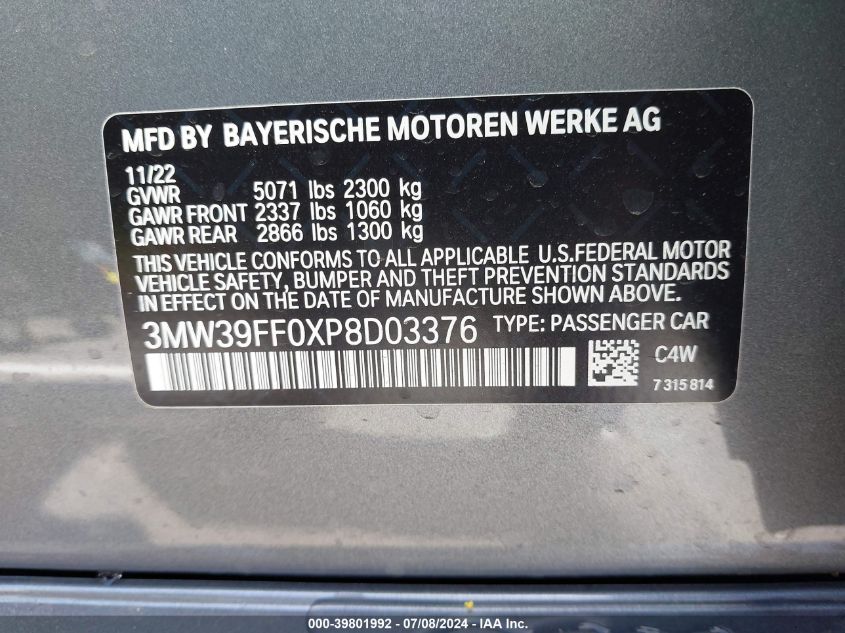 MFD BY BAYERISCHE MOTOREN WERKE AG
11/22
GVWR 5071 lbs 2300 kg
GAWR FRONT 2337 lbs 1060 kg
GAWR REAR 2866 lbs 1300 kg
THIS VEHICLE CONFORMS TO ALL APPLICABLE U.S.FEDERAL MOTOR
VEHICLE SAFETY, BUMPER AND THEFT PREVENTION STANDARDS
IN EFFECT ON THE DATE OF MANUFACTURE SHOWN ABOVE.
3MW39FF0XP8D03376 TYPE: PASSENGER CAR
C4W
7 315 814
000-39801992 - 07/08/2024 - IAA Inc.